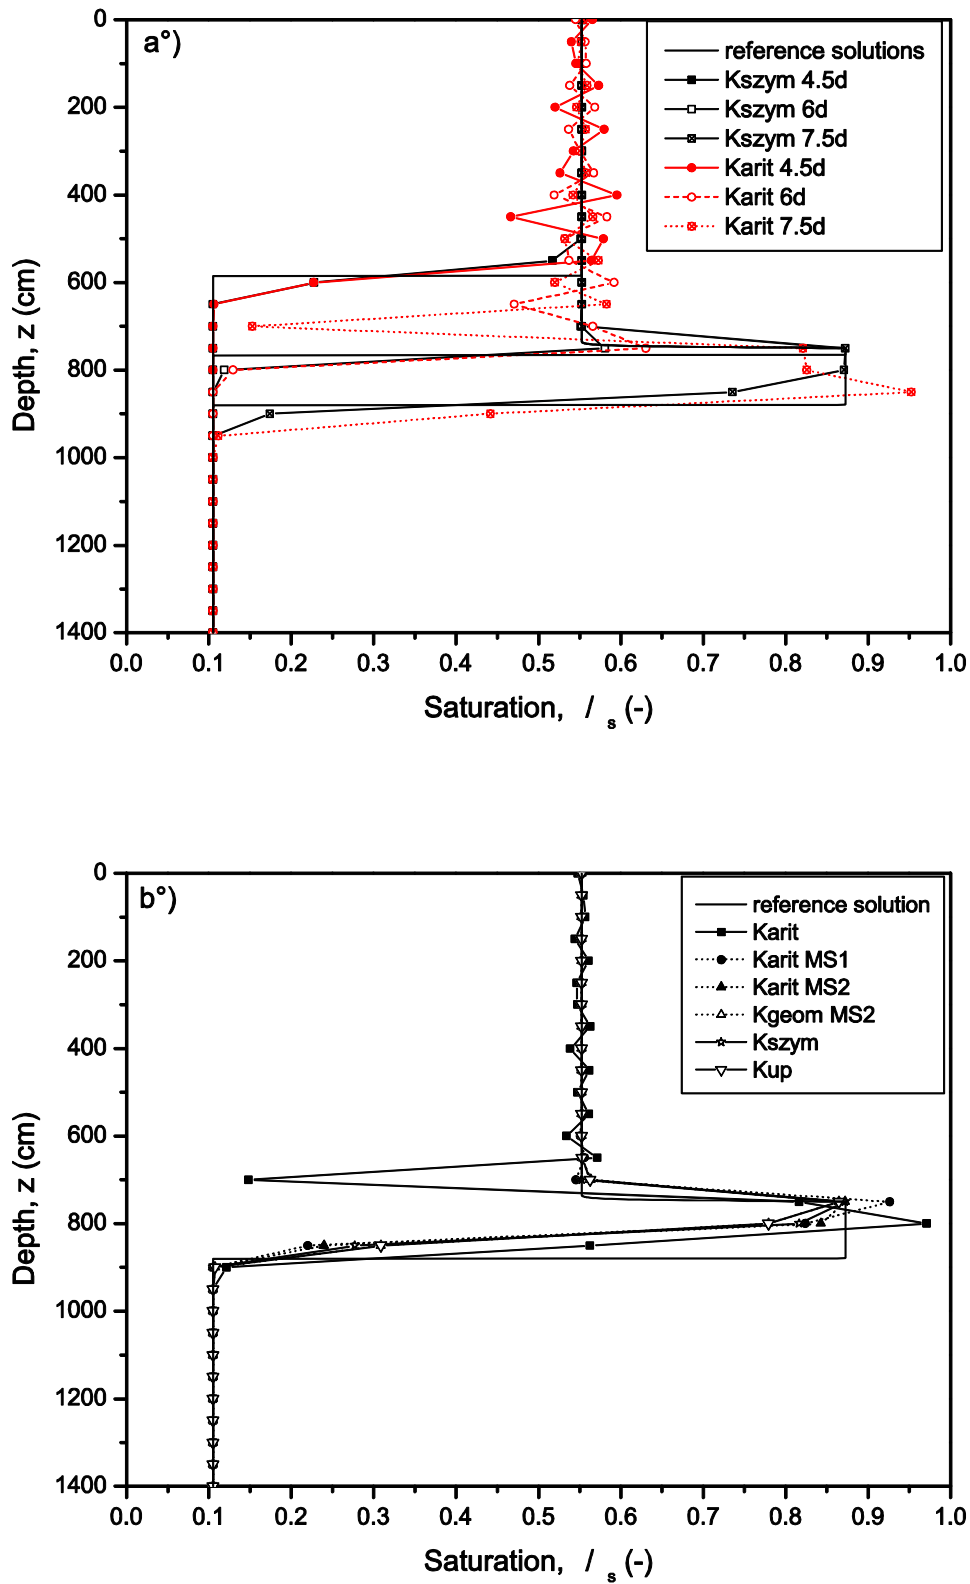 a°)
0
200
400
600
800
1000
1200
1400
Depth, z (cm)
reference solutions
Kszym 4.5d
Kszym 6d
Kszym 7.5d
Karit 4.5d
Karit 6d
Karit 7.5d
0.0 0.1 0.2 0.3 0.4 0.5 0.6 0.7 0.8 0.9 1.0
Saturation, / s (-)
b°)
0
200
400
600
800
1000
1200
1400
Depth, z (cm)
reference solution
Karit
Karit MS1
Karit MS2
Kgeom MS2
Kszym
Kup
0.0 0.1 0.2 0.3 0.4 0.5 0.6 0.7 0.8 0.9 1.0
Saturation, / s (-)